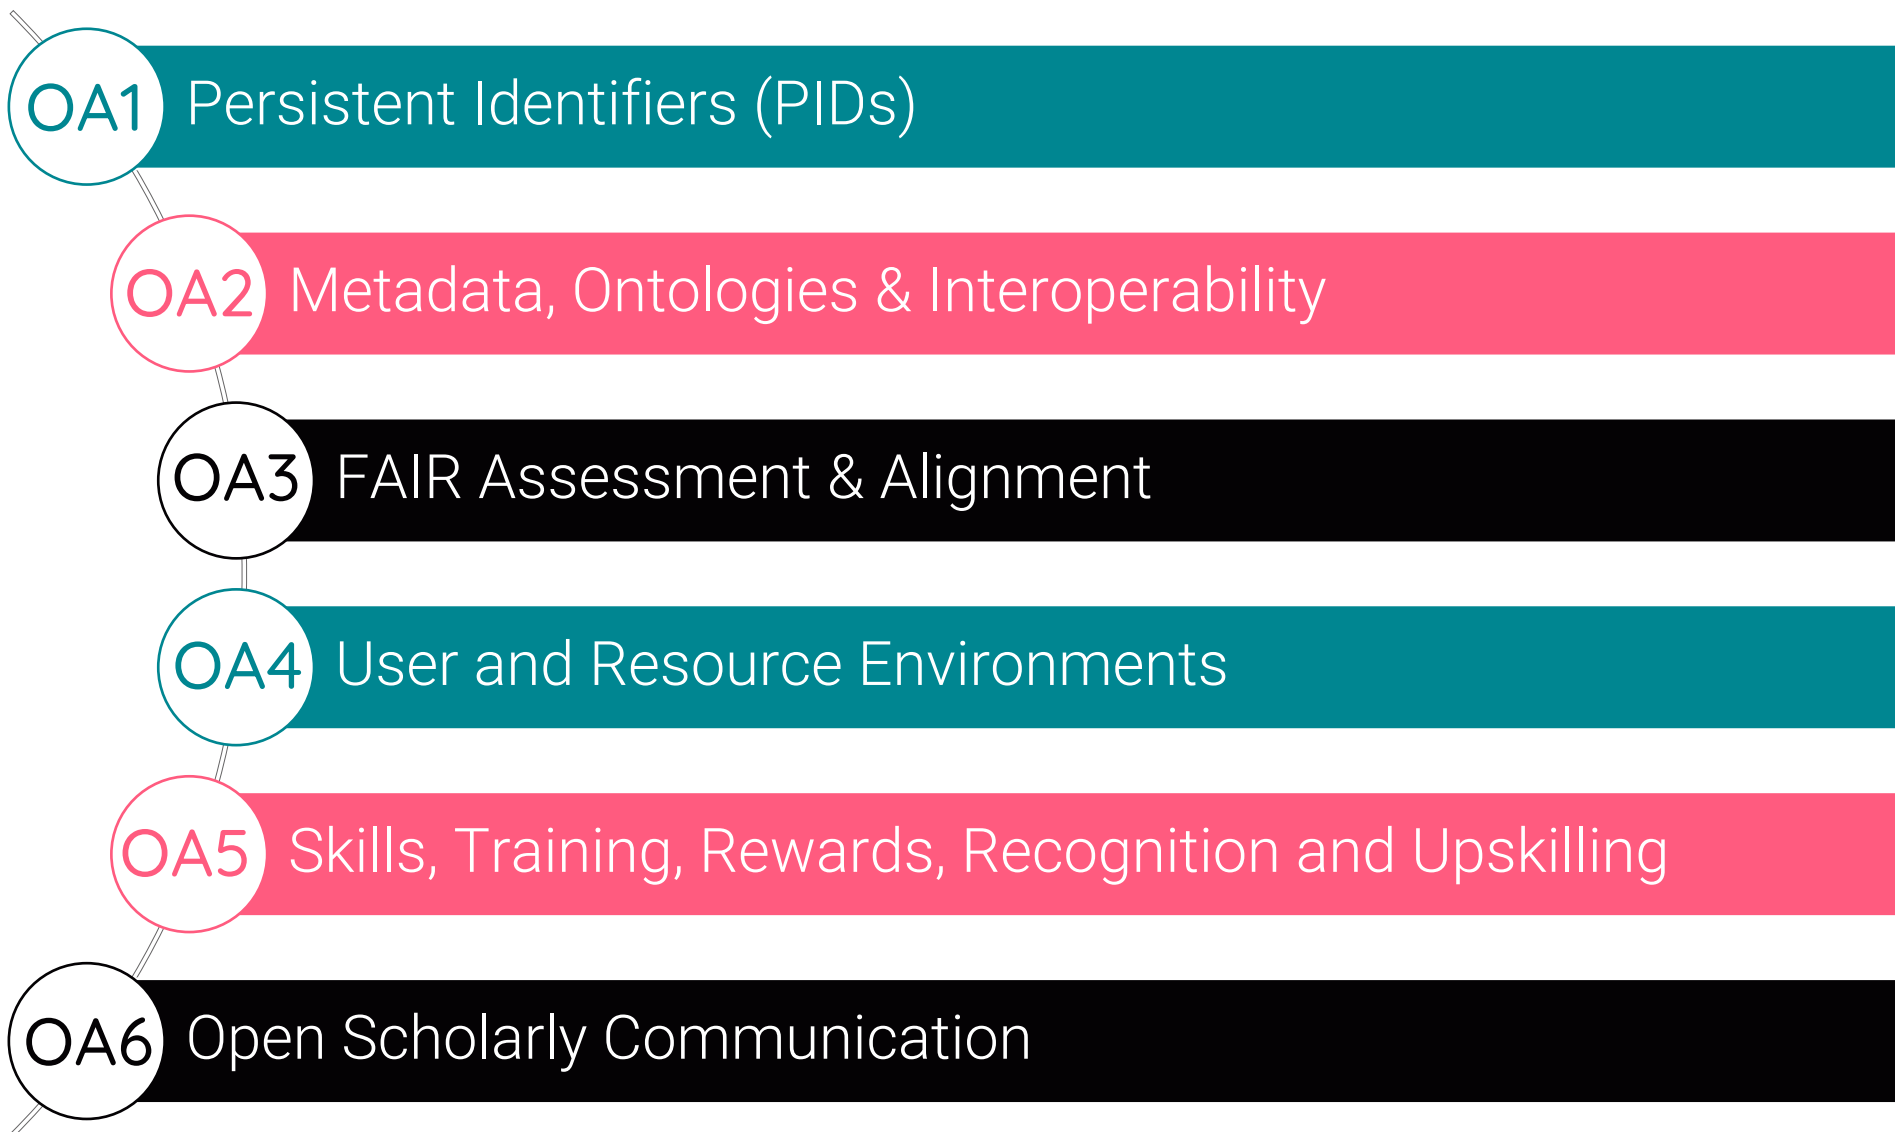 OA1 Persistent Identifiers (PIDs)
OA2 Metadata, Ontologies & Interoperability
OA3 FAIR Assessment & Alignment
OA4 User and Resource Environments
OA5 Skills, Training, Rewards, Recognition and Upskilling
OA6 Open Scholarly Communication